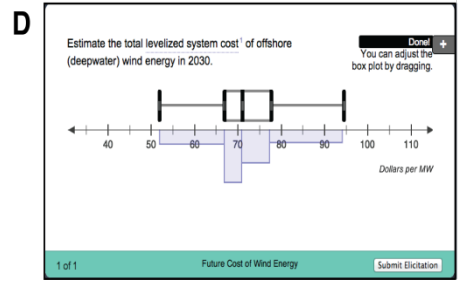 D
Estimate the total levelized system cost¹ of offshore
(deepwater) wind energy in 2030.
Done! +
You can adjust the
box plot by dragging.
40 50 60 70 80 90 100 110
Dollars per MW
1 of 1 Future Cost of Wind Energy Submit Elicitation